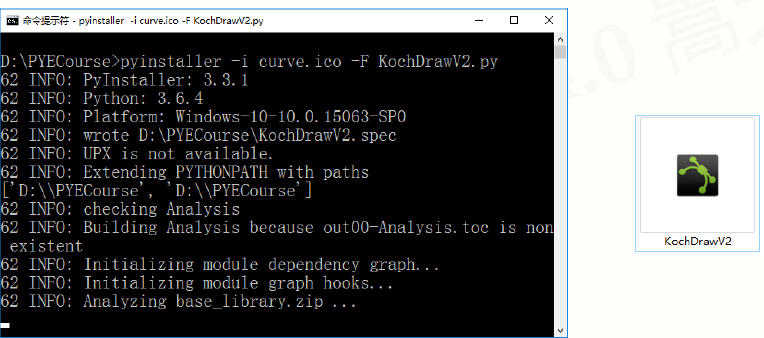 命令提示符 - pyinstaller -i curve.ico -F KochDrawV2.py
D:\PYECourse>pyinstaller -i curve.ico -F KochDrawV2.py
62 INFO: PyInstaller: 3.3.1
62 INFO: Python: 3.6.4
62 INFO: Platform: Windows-10-10.0.15063-SP0
62 INFO: wrote D:\PYECourse\KochDrawV2.spec
62 INFO: UPX is not available.
62 INFO: Extending PYTHONPATH with paths
['D:\\PYECourse', 'D:\\PYECourse']
62 INFO: checking Analysis
62 INFO: Building Analysis because out00-Analysis.toc is non
existent
62 INFO: Initializing module dependency graph...
62 INFO: Initializing module graph hooks...
62 INFO: Analyzing base_library.zip ...
KochDrawV2